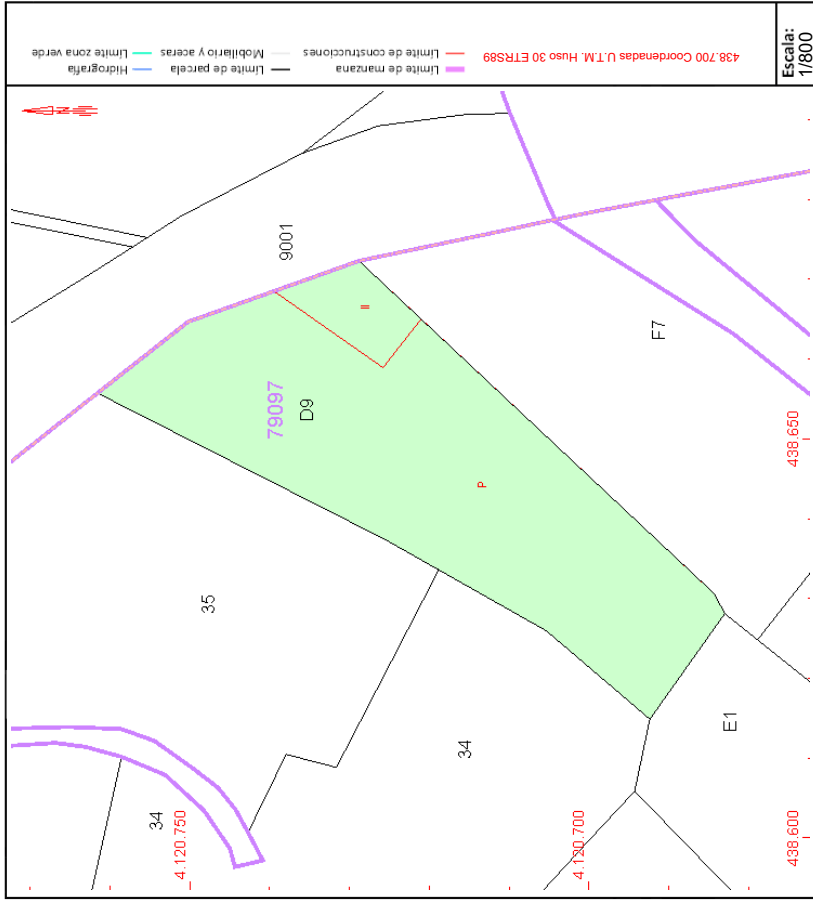 Escala:
1/800
438.700 Coordenadas U.T.M. Huso 30 ETRS89
Límite de manzana
Límite de construcciones
Límite de parcela
Mobiliario y aceras
Hidrografía
Límite zona verde
N
9001
II
79097
D9
F7
438.650
P
35
34
E1
34
4.120.750
4.120.700
438.600